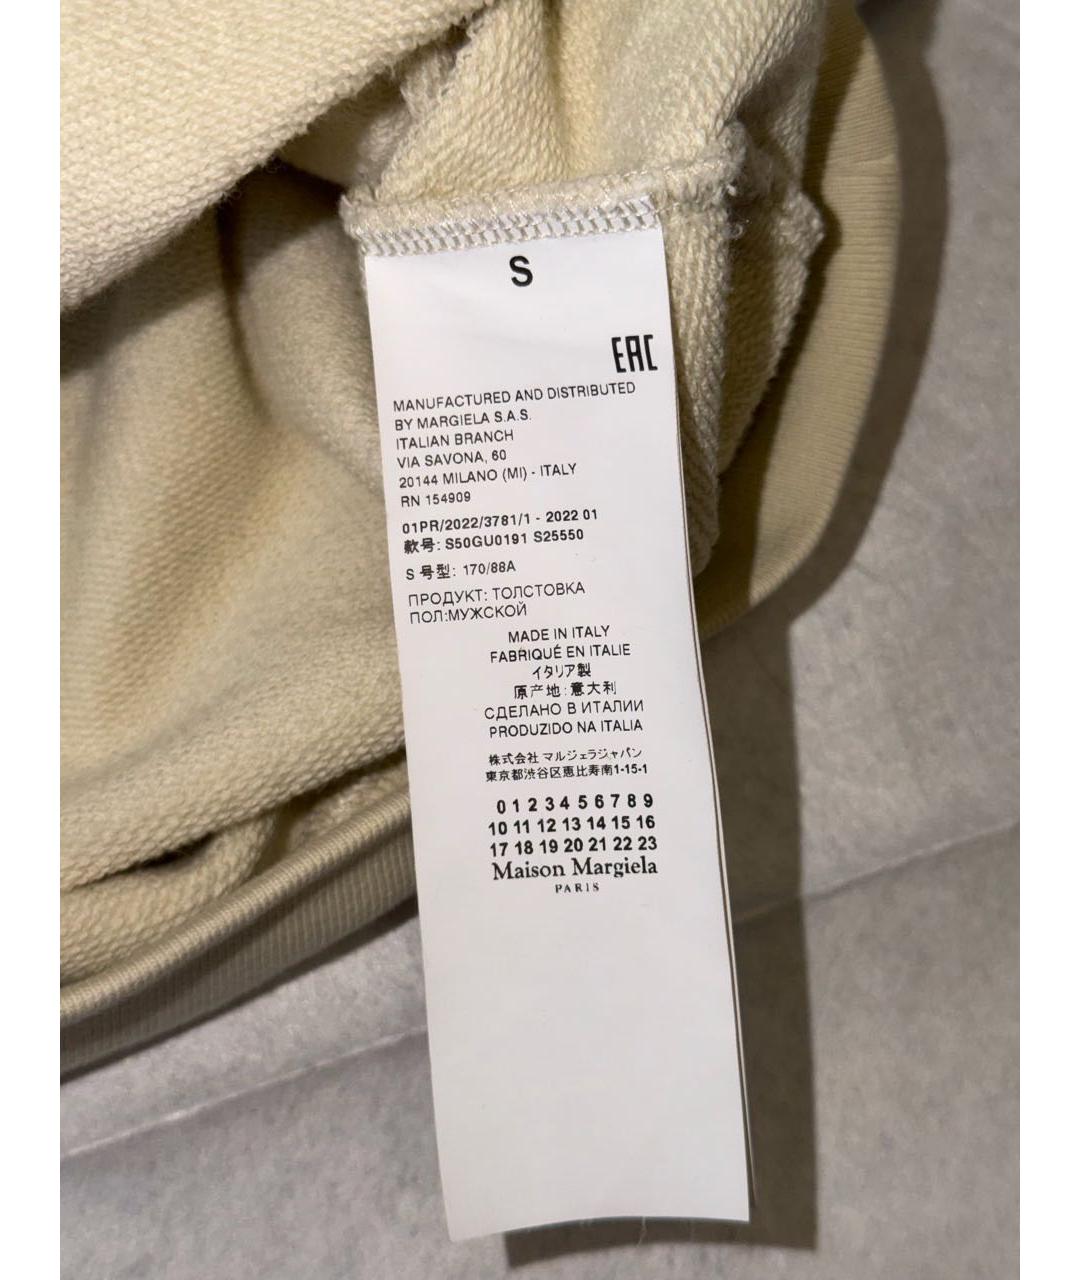 S
EAC
MANUFACTURED AND DISTRIBUTED
BY MARGIELA S.A.S.
ITALIAN BRANCH
VIA SAVONA, 60
20144 MILANO (MI) - ITALY
RN 154909
01PR/2022/3781/1 - 2022 01
款号: S50GU0191 S25550
S 号型: 170/88A
ПРОДУКТ: ТОЛСТОВКА
ПОЛ:МУЖСКОЙ
MADE IN ITALY
FABRIQUÉ EN ITALIE
イタリア製
原产地:意大利
СДЕЛАНО В ИТАЛИИ
PRODUZIDO NA ITALIA
株式会社 マルジェラジャパン
東京都渋谷区恵比寿南1-15-1
0 1 2 3 4 5 6 7 8 9
10 11 12 13 14 15 16
17 18 19 20 21 22 23
Maison Margiela
PARIS